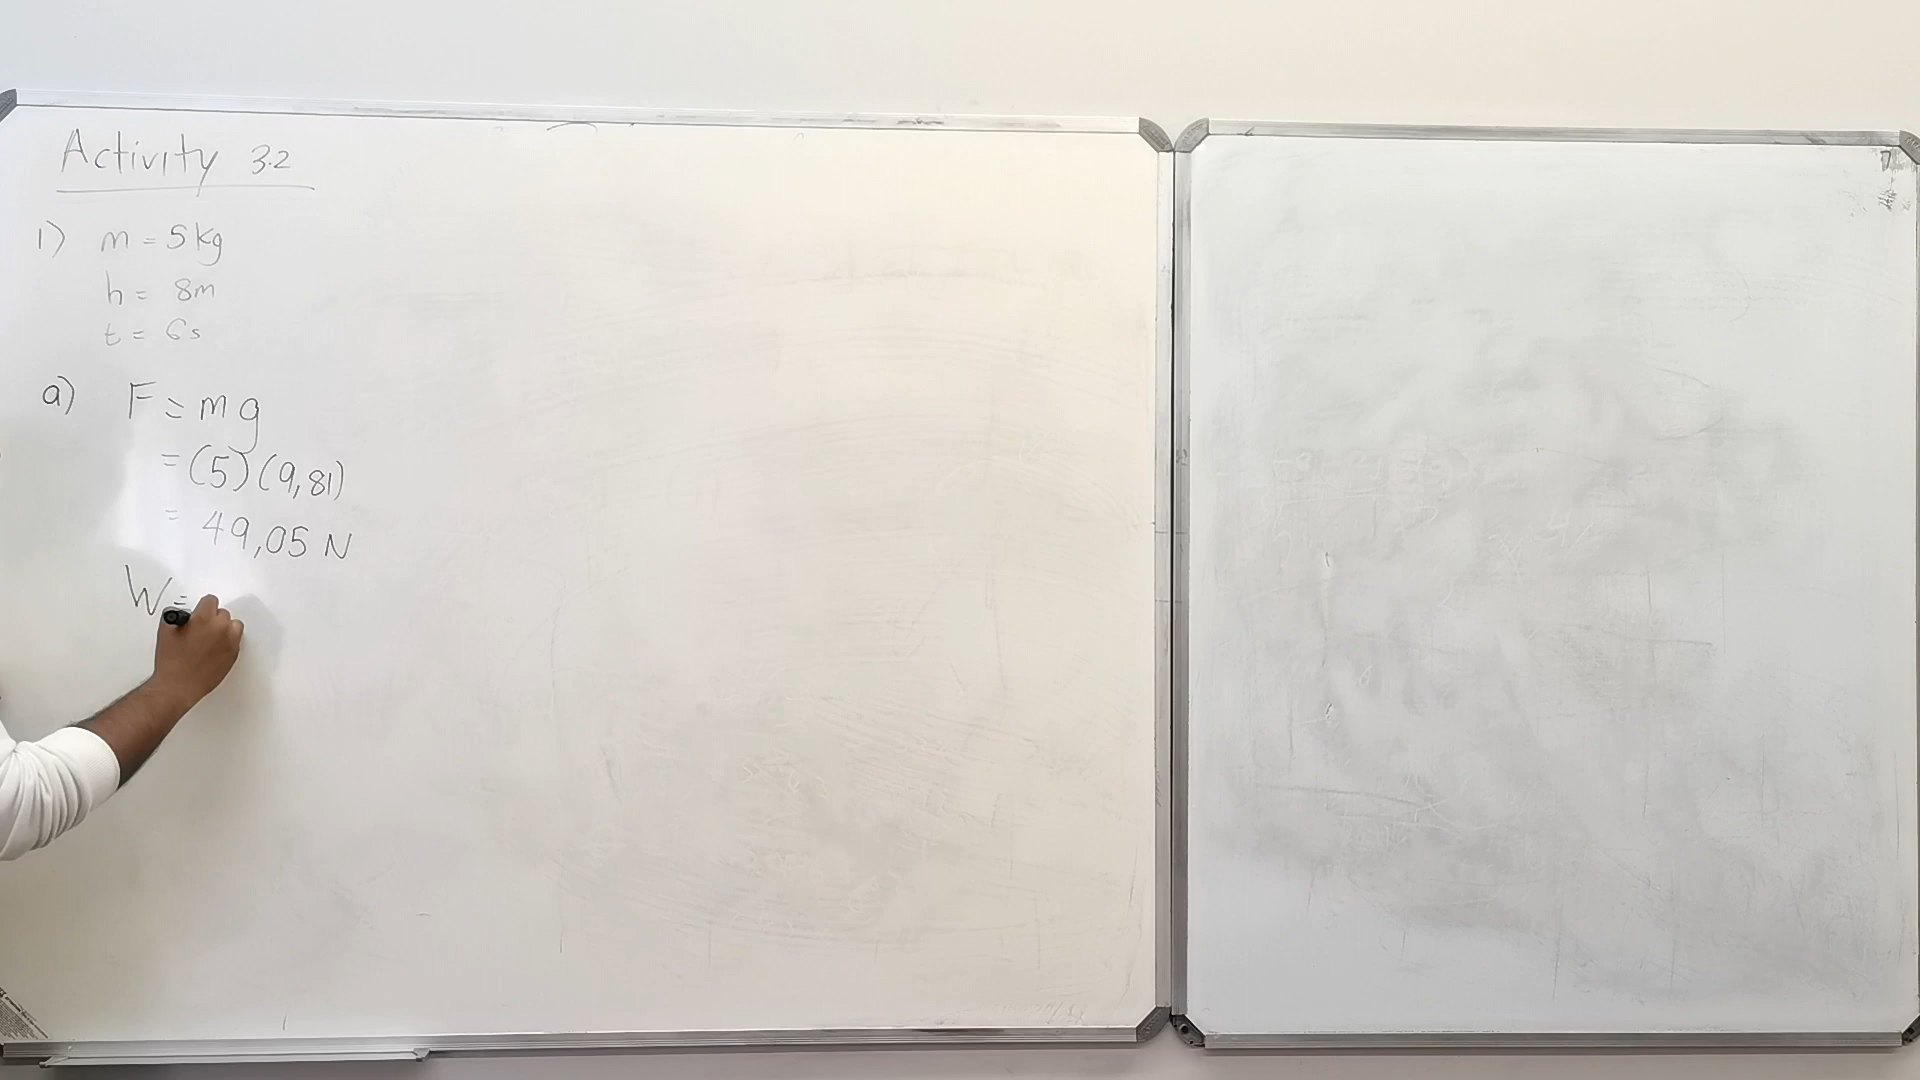 Activity 3.2
1) m = 5kg
h = 8m
t = 6s
a) F = mg
= (5)(9,81)
= 49,05 N
W =